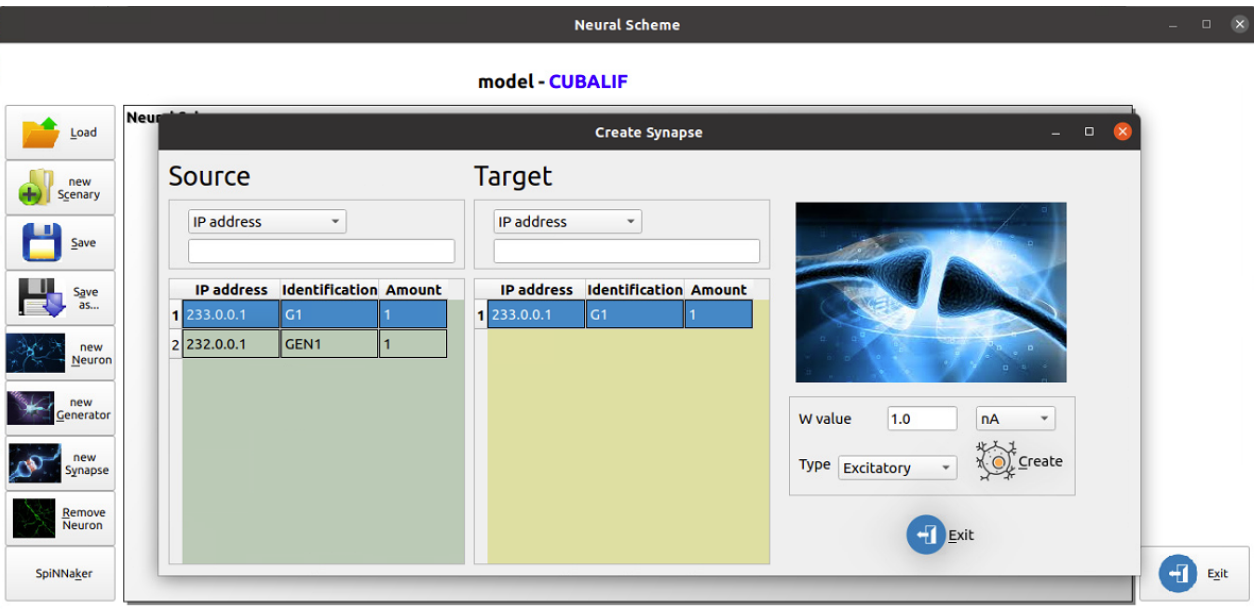 Neural Scheme
model - CUBALIF
Load
new
Scenary
Save
Save
as...
new
Neuron
new
Generator
new
Synapse
Remove
Neuron
SpiNNaker
Create Synapse
Source
IP address
IP address Identification Amount
1 233.0.0.1 G1 1
2 232.0.0.1 GEN1 1
Target
IP address
IP address Identification Amount
1 233.0.0.1 G1 1
W value 1.0 nA
Type Excitatory Create
Exit
Exit